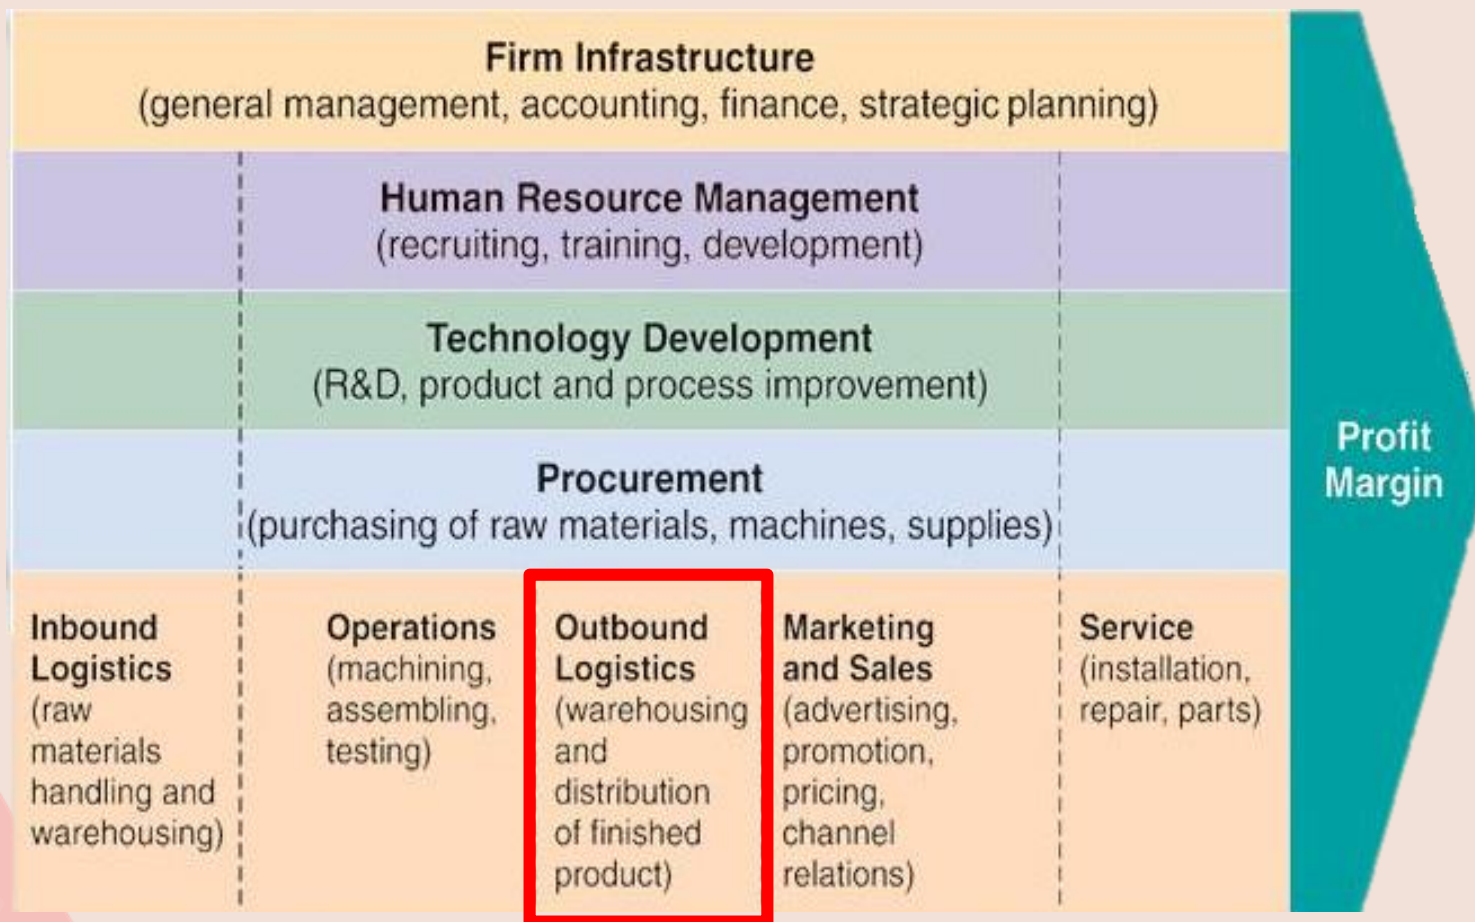 Firm Infrastructure
(general management, accounting, finance, strategic planning)
Human Resource Management
(recruiting, training, development)
Technology Development
(R&D, product and process improvement)
Procurement
(purchasing of raw materials, machines, supplies)
Inbound
Logistics
(raw
materials
handling and
warehousing)
Operations
(machining,
assembling,
testing)
Outbound
Logistics
(warehousing
and
distribution
of finished
product)
Marketing
and Sales
(advertising,
promotion,
pricing,
channel
relations)
Service
(installation,
repair, parts)
Profit
Margin